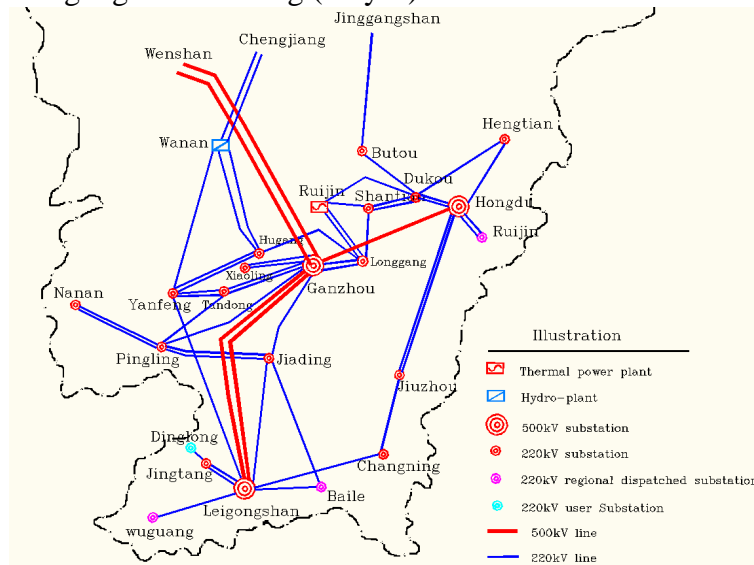 Jinggangshan
Chengjiang
Wenshan
Hengtian
Wanan
Butou
Dukou
Ruijin
Shantian
Hongdu
Ruijin
Hugang
Xiaoling
Longgang
Ganzhou
Nanan
Yanfeng
Tandong
Illustration
Pingling
Jiading
Thermal power plant
Jiuzhou
Hydro-plant
500kV substation
Dinglong
220kV substation
Jingtang
Changning
220kV regional dispatched substation
Baile
220kV user Substation
Leigongshan
wuguang
500kV line
220kV line